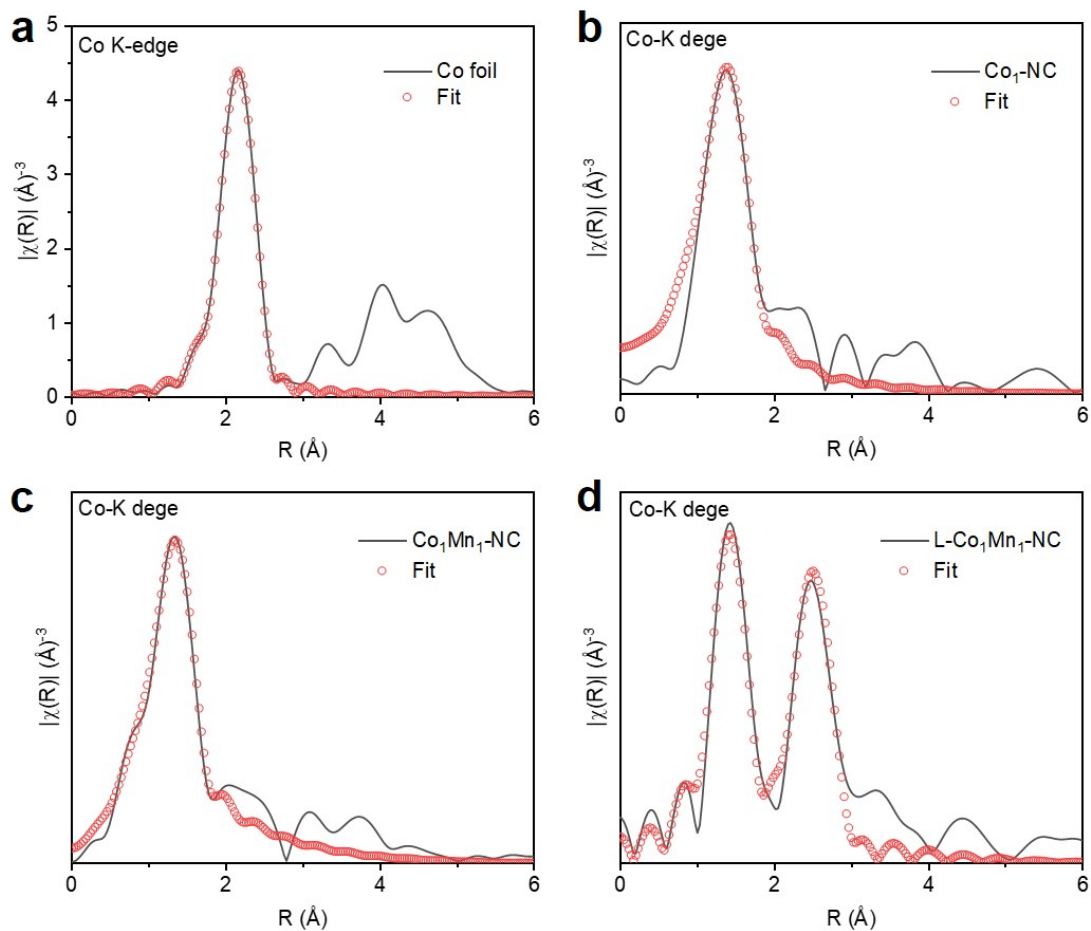 a
Co K-edge
Co foil
Fit
|χ(R)| (Å)⁻³
5
4
3
2
1
0
0 2 4 6
R (Å)
b
Co-K dege
Co₁-NC
Fit
|χ(R)| (Å)⁻³
0 2 4 6
R (Å)
c
Co-K dege
Co₁Mn₁-NC
Fit
|χ(R)| (Å)⁻³
0 2 4 6
R (Å)
d
Co-K dege
L-Co₁Mn₁-NC
Fit
|χ(R)| (Å)⁻³
0 2 4 6
R (Å)